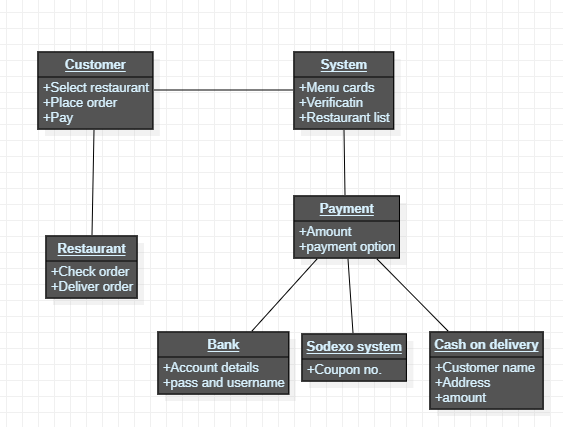 Customer
+Select restaurant
+Place order
+Pay
System
+Menu cards
+Verificatin
+Restaurant list
Payment
+Amount
+payment option
Restaurant
+Check order
+Deliver order
Bank
+Account details
+pass and username
Sodexo system
+Coupon no.
Cash on delivery
+Customer name
+Address
+amount